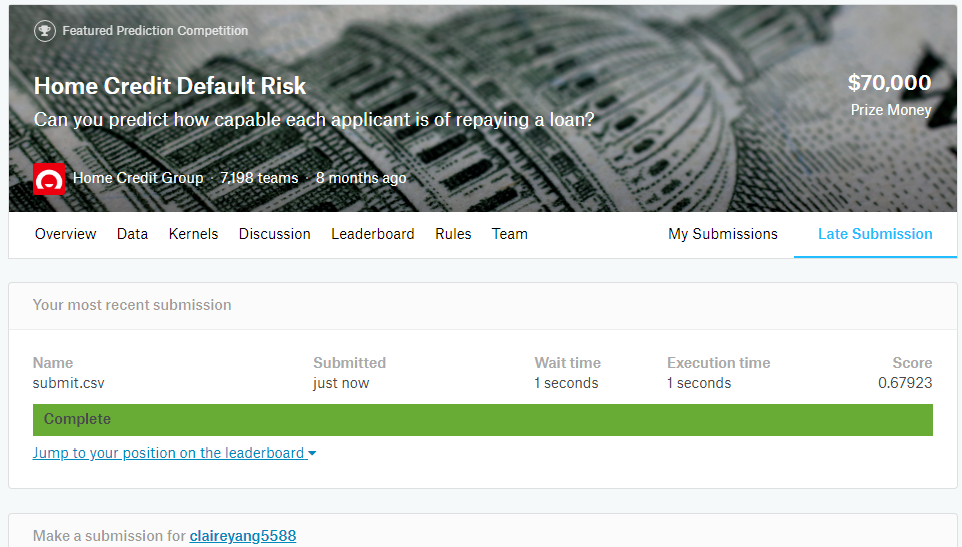 Featured Prediction Competition
Home Credit Default Risk
Can you predict how capable each applicant is of repaying a loan?
$70,000
Prize Money
Home Credit Group · 7,198 teams · 8 months ago
Overview Data Kernels Discussion Leaderboard Rules Team My Submissions Late Submission
Your most recent submission
Name Submitted Wait time Execution time Score
submit.csv just now 1 seconds 1 seconds 0.67923
Complete
Jump to your position on the leaderboard
Make a submission for claireyang5588